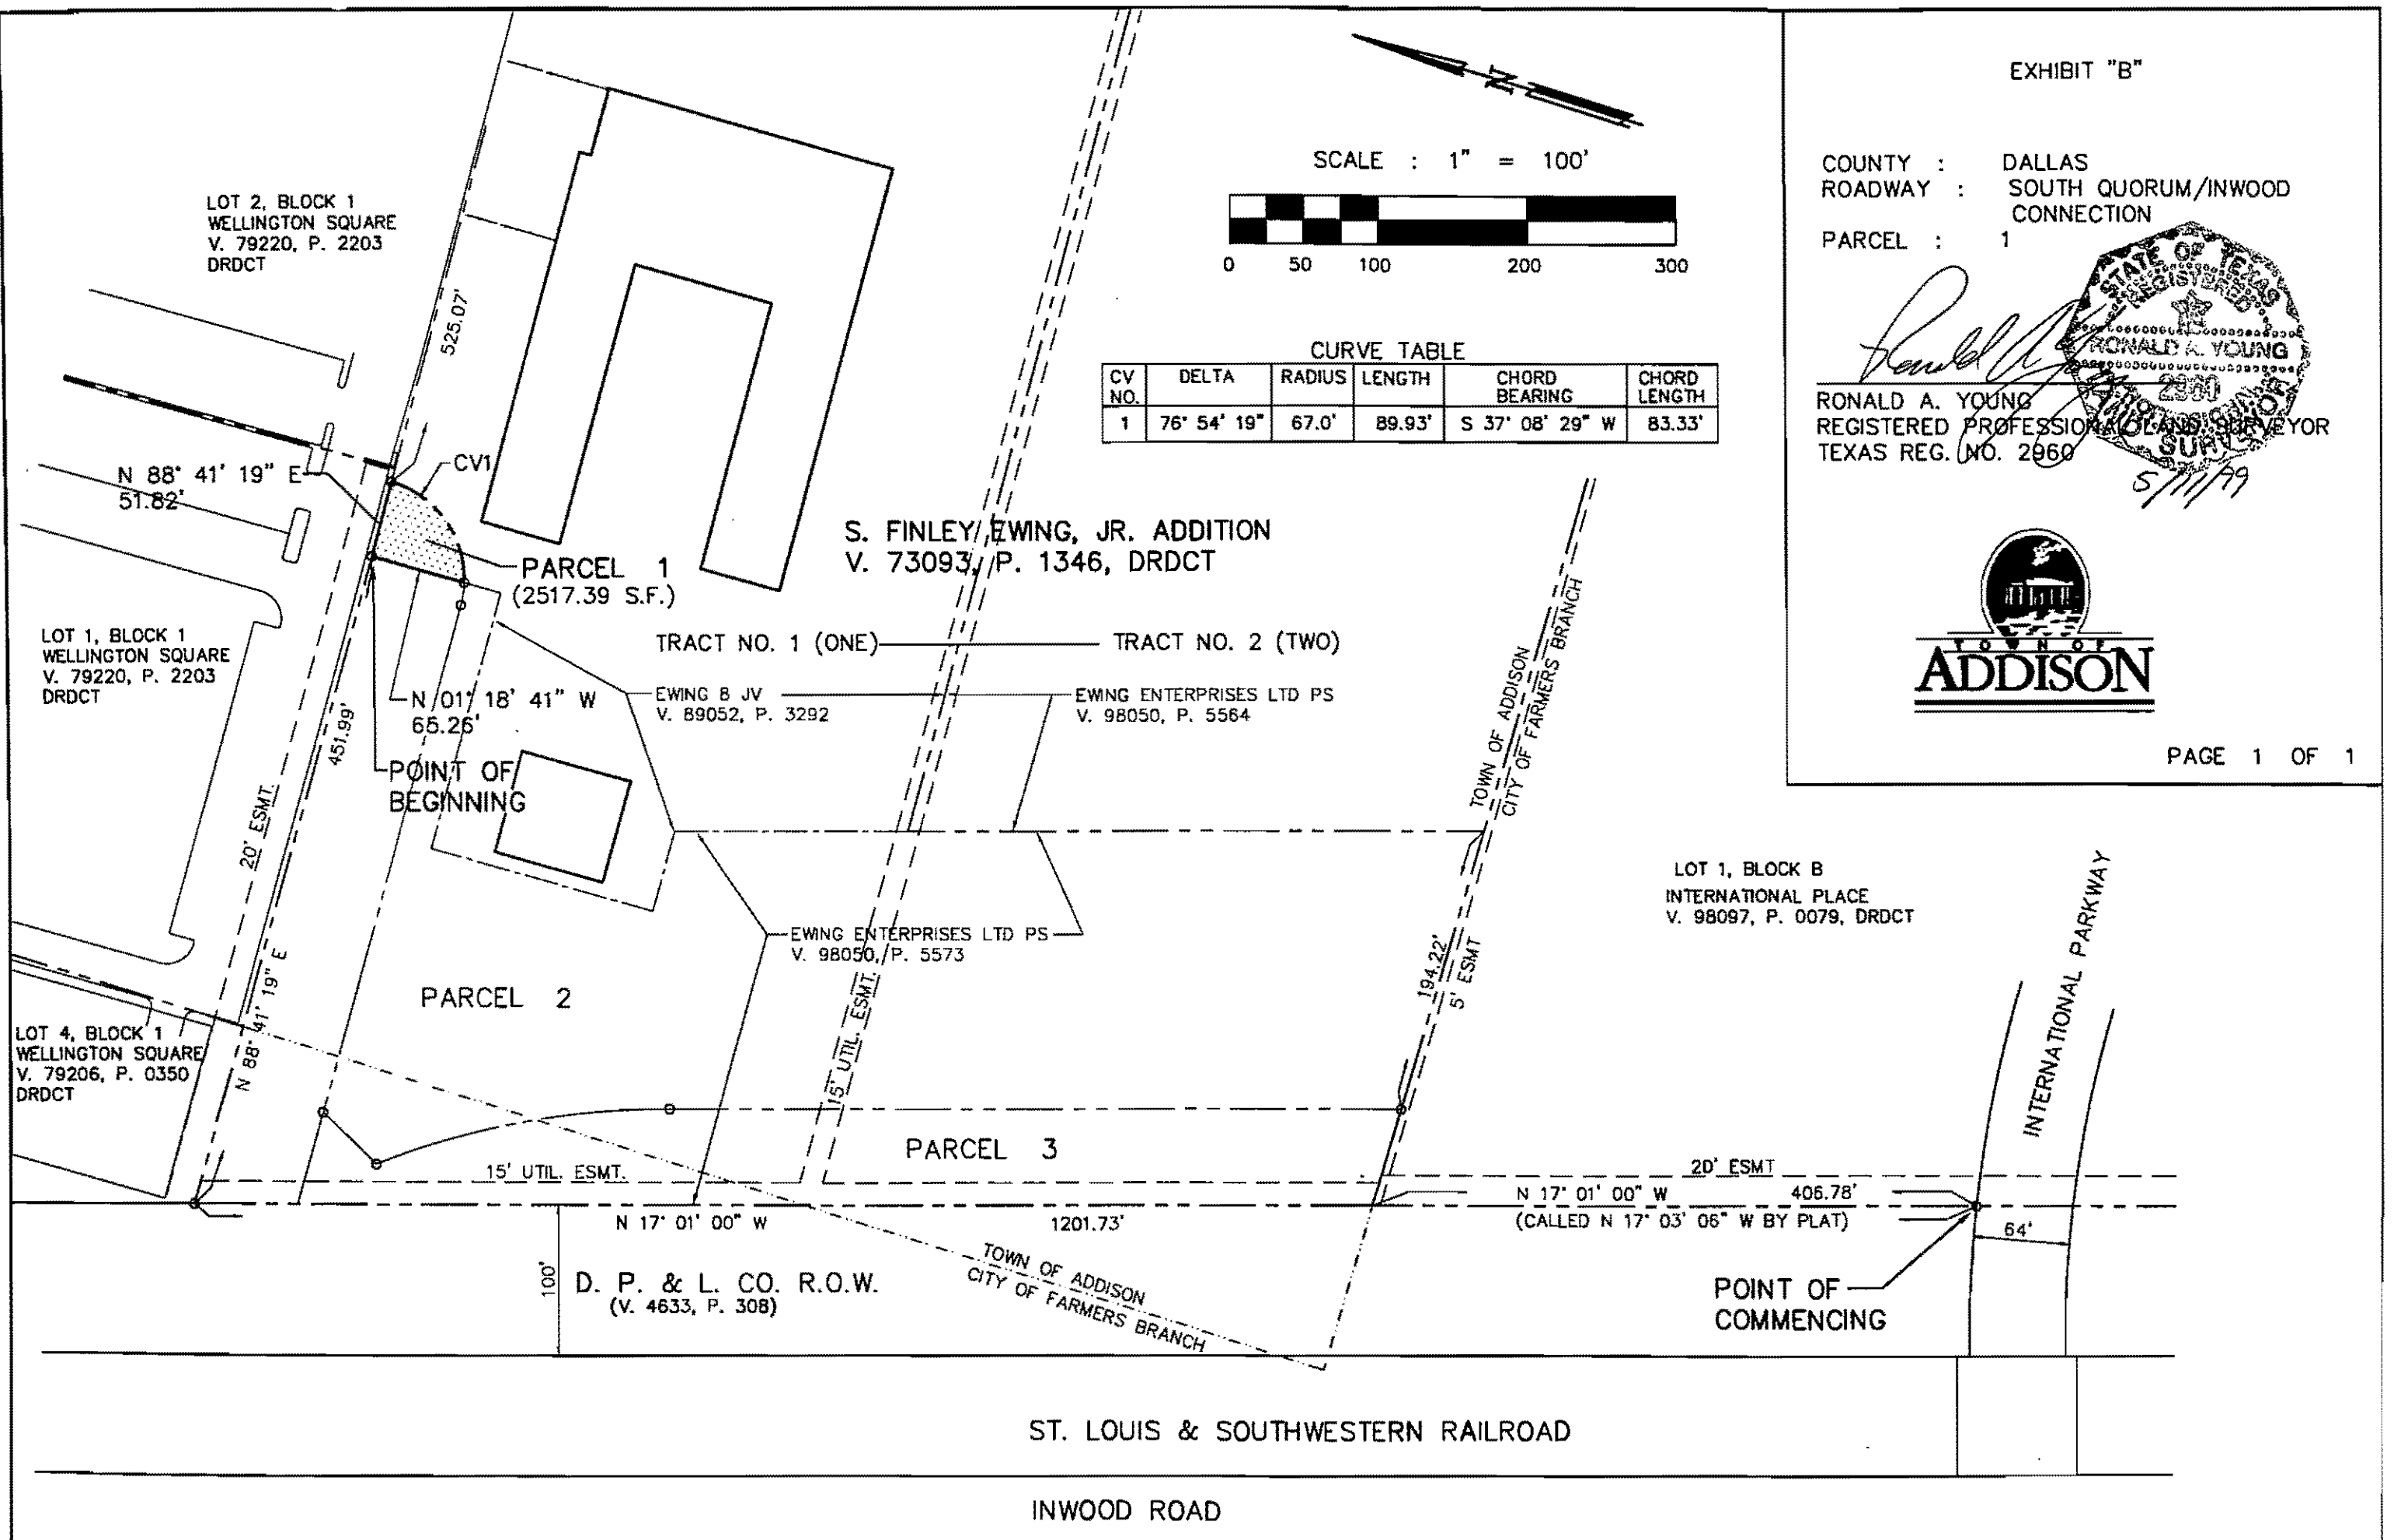 EXHIBIT "B"
COUNTY : DALLAS
ROADWAY : SOUTH QUORUM/INWOOD
CONNECTION
PARCEL : 1
STATE OF TEXAS
REGISTERED
RONALD A. YOUNG
2960
SURVEYOR
RONALD A. YOUNG
REGISTERED PROFESSIONAL LAND SURVEYOR
TEXAS REG. NO. 2960
5/11/99
TOWN OF
ADDISON
PAGE 1 OF 1
N
SCALE : 1" = 100'
0 50 100 200 300
CURVE TABLE
CV NO. DELTA RADIUS LENGTH CHORD BEARING CHORD LENGTH
1 76° 54' 19" 67.0' 89.93' S 37° 08' 29" W 83.33'
LOT 2, BLOCK 1
WELLINGTON SQUARE
V. 79220, P. 2203
DRDCT
525.07'
N 88° 41' 19" E
51.82'
CV1
PARCEL 1
(2517.39 S.F.)
S. FINLEY EWING, JR. ADDITION
V. 73093, P. 1346, DRDCT
LOT 1, BLOCK 1
WELLINGTON SQUARE
V. 79220, P. 2203
DRDCT
TRACT NO. 1 (ONE) TRACT NO. 2 (TWO)
N 01° 18' 41" W
65.26'
EWING 8 JV
V. 89052, P. 3292
EWING ENTERPRISES LTD PS
V. 98050, P. 5564
TOWN OF ADDISON
CITY OF FARMERS BRANCH
451.99'
POINT OF
BEGINNING
20' ESMT.
EWING ENTERPRISES LTD PS
V. 98050, P. 5573
LOT 1, BLOCK B
INTERNATIONAL PLACE
V. 98097, P. 0079, DRDCT
INTERNATIONAL PARKWAY
194.22'
5' ESMT
PARCEL 2
15' UTIL. ESMT.
N 88° 41' 19" E
LOT 4, BLOCK 1
WELLINGTON SQUARE
V. 79206, P. 0350
DRDCT
PARCEL 3
15' UTIL. ESMT.
20' ESMT
N 17° 01' 00" W 406.78'
(CALLED N 17° 03' 06" W BY PLAT)
N 17° 01' 00" W
1201.73'
64'
100'
D. P. & L. CO. R.O.W.
(V. 4633, P. 308)
TOWN OF ADDISON
CITY OF FARMERS BRANCH
POINT OF
COMMENCING
ST. LOUIS & SOUTHWESTERN RAILROAD
INWOOD ROAD